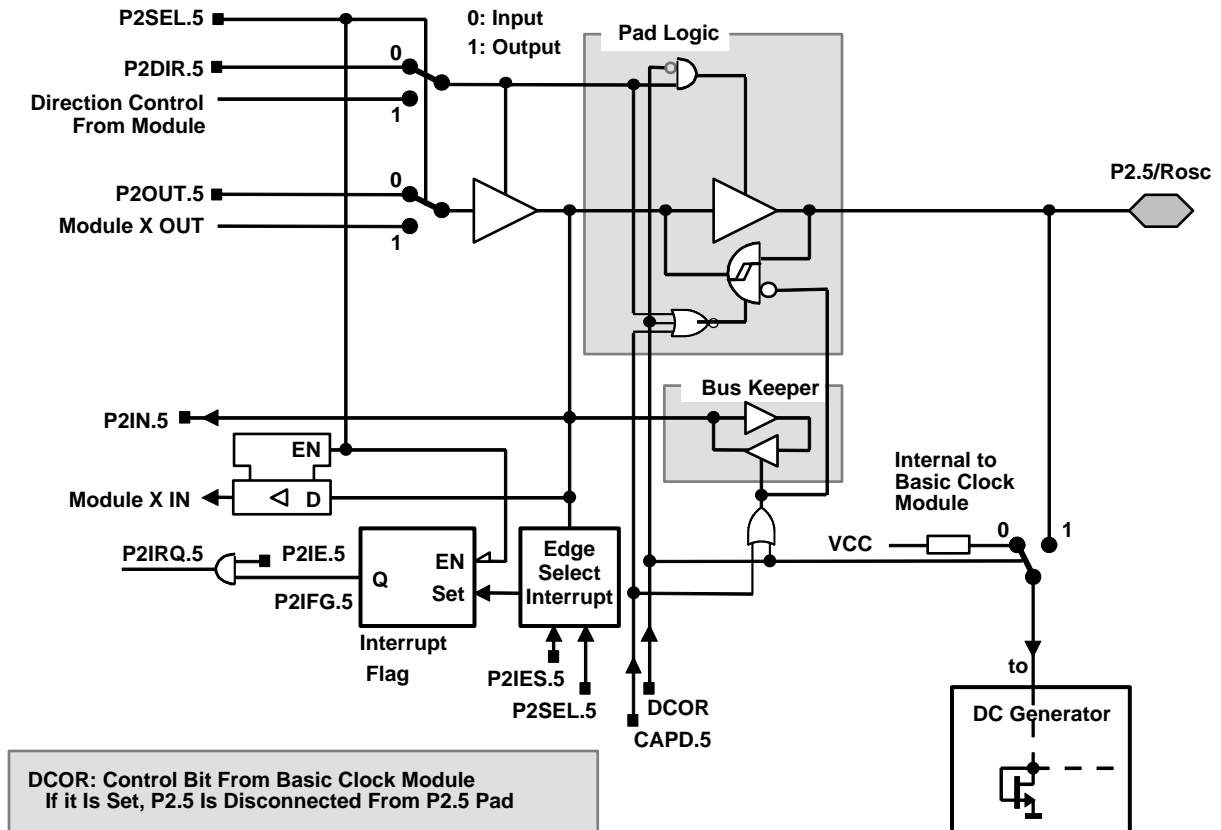 P2SEL.5
0: Input
1: Output
Pad Logic
P2DIR.5
0
Direction Control
From Module
1
P2.5/Rosc
P2OUT.5
0
Module X OUT
1
Bus Keeper
P2IN.5
EN
Module X IN
D
Internal to
Basic Clock
Module
0
1
VCC
P2IRQ.5
P2IE.5
P2IFG.5
Q
EN
Set
Edge
Select
Interrupt
Interrupt
Flag
P2IES.5
P2SEL.5
DCOR
CAPD.5
to
DC Generator
DCOR: Control Bit From Basic Clock Module
If it Is Set, P2.5 Is Disconnected From P2.5 Pad